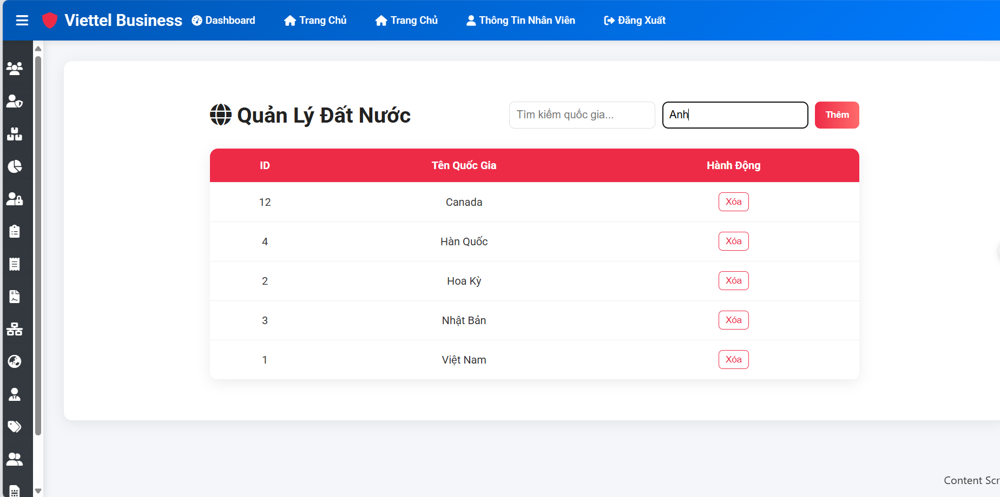 Viettel Business Dashboard Trang Chủ Trang Chủ Thông Tin Nhân Viên Đăng Xuất
Quản Lý Đất Nước Tìm kiếm quốc gia... Anh Thêm
ID Tên Quốc Gia Hành Động
12 Canada Xóa
4 Hàn Quốc Xóa
2 Hoa Kỳ Xóa
3 Nhật Bản Xóa
1 Việt Nam Xóa
Content Scr